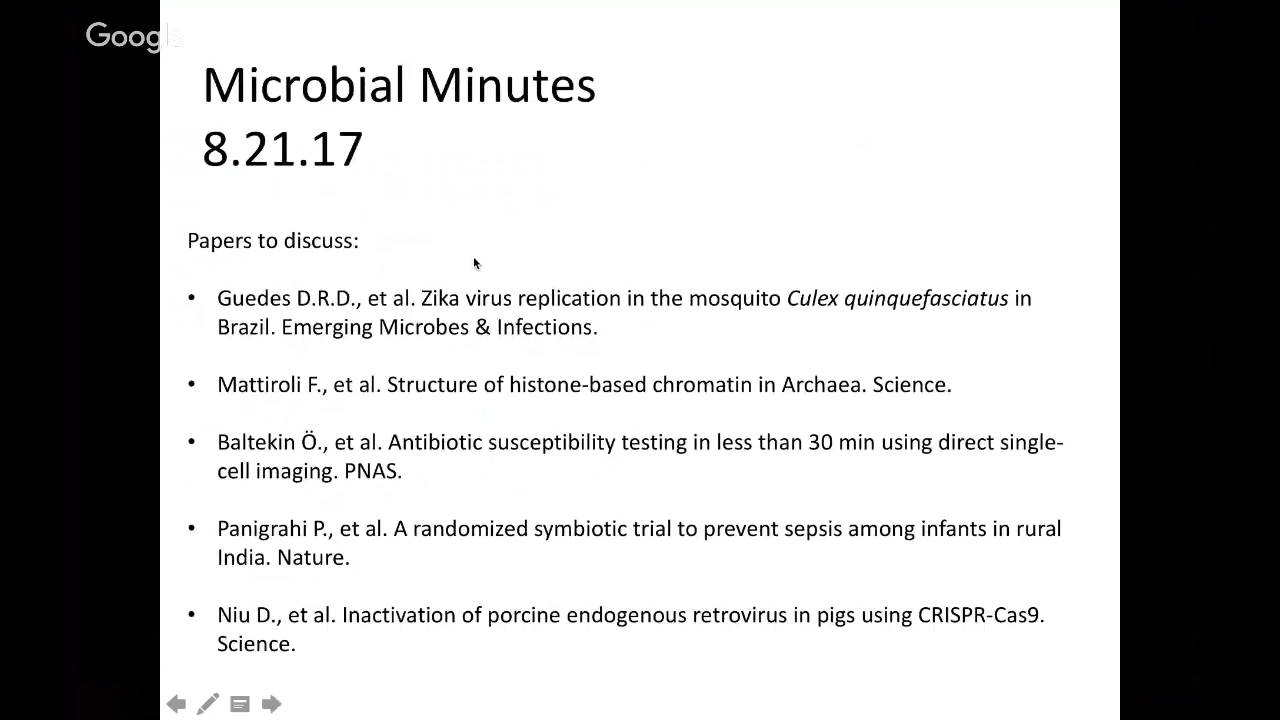 Google
Microbial Minutes
8.21.17
Papers to discuss:
• Guedes D.R.D., et al. Zika virus replication in the mosquito Culex quinquefasciatus in
Brazil. Emerging Microbes & Infections.
• Mattiroli F., et al. Structure of histone-based chromatin in Archaea. Science.
• Baltekin Ö., et al. Antibiotic susceptibility testing in less than 30 min using direct single-
cell imaging. PNAS.
• Panigrahi P., et al. A randomized symbiotic trial to prevent sepsis among infants in rural
India. Nature.
• Niu D., et al. Inactivation of porcine endogenous retrovirus in pigs using CRISPR-Cas9.
Science.